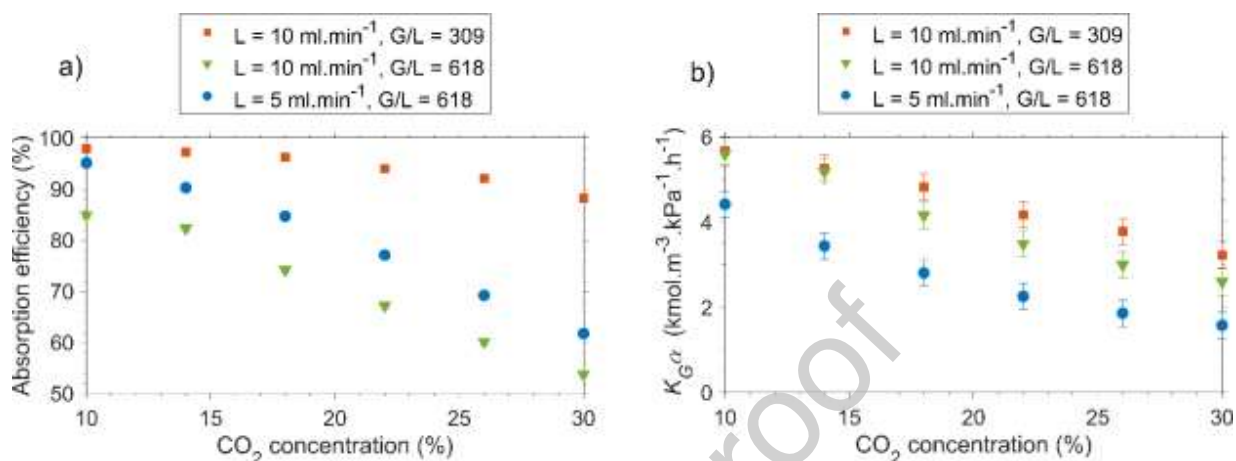 L = 10 ml.min⁻¹, G/L = 309
L = 10 ml.min⁻¹, G/L = 618
L = 5 ml.min⁻¹, G/L = 618
a)
100
90
80
70
60
50
Absorption efficiency (%)
10 15 20 25 30
CO₂ concentration (%)
L = 10 ml.min⁻¹, G/L = 309
L = 10 ml.min⁻¹, G/L = 618
L = 5 ml.min⁻¹, G/L = 618
b)
6
4
2
0
K_G α (kmol.m⁻³.kPa⁻¹.h⁻¹)
10 15 20 25 30
CO₂ concentration (%)
roof